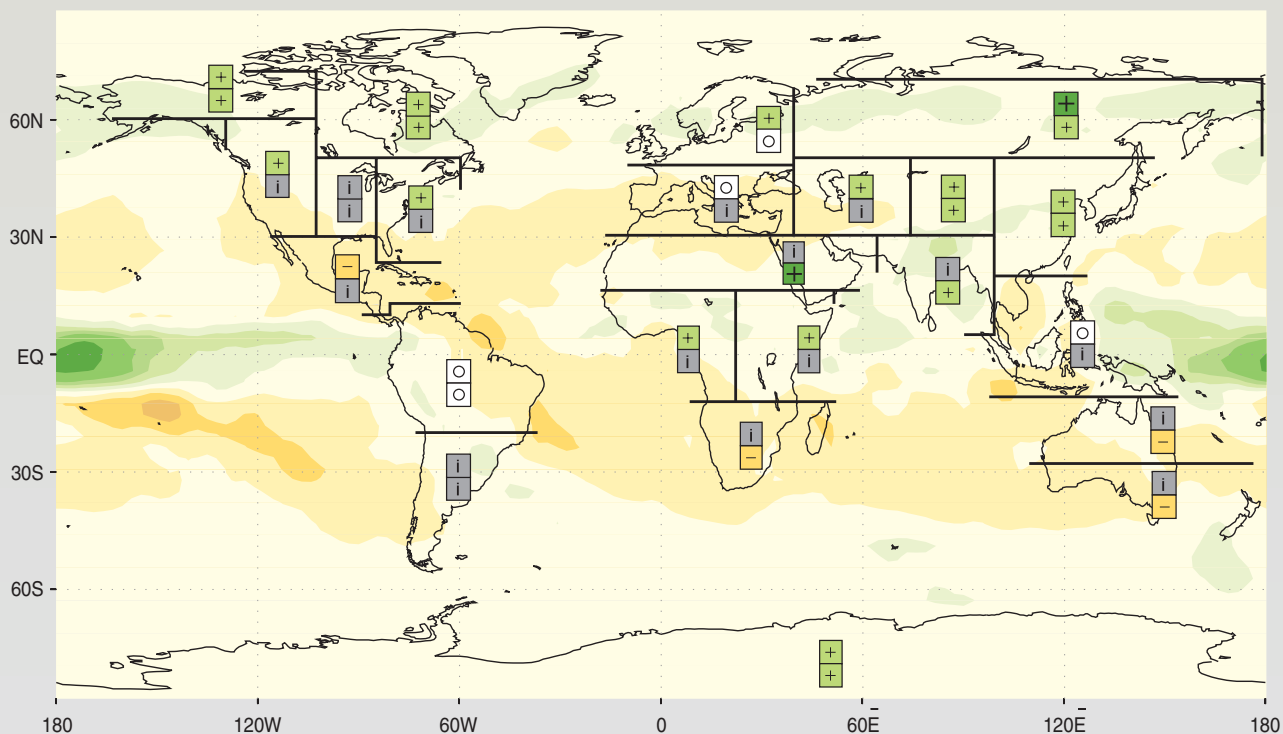 +
+ + +
60N +
+ ○ +
+
i i ○ + +
+ +
i i i i + +
30N
i
− + i
i +
+ + ○
EQ i i i
○
○
i
i −
−
i
30S
i i
−
60S
+
+
180 120W 60W 0 60E 120E 180